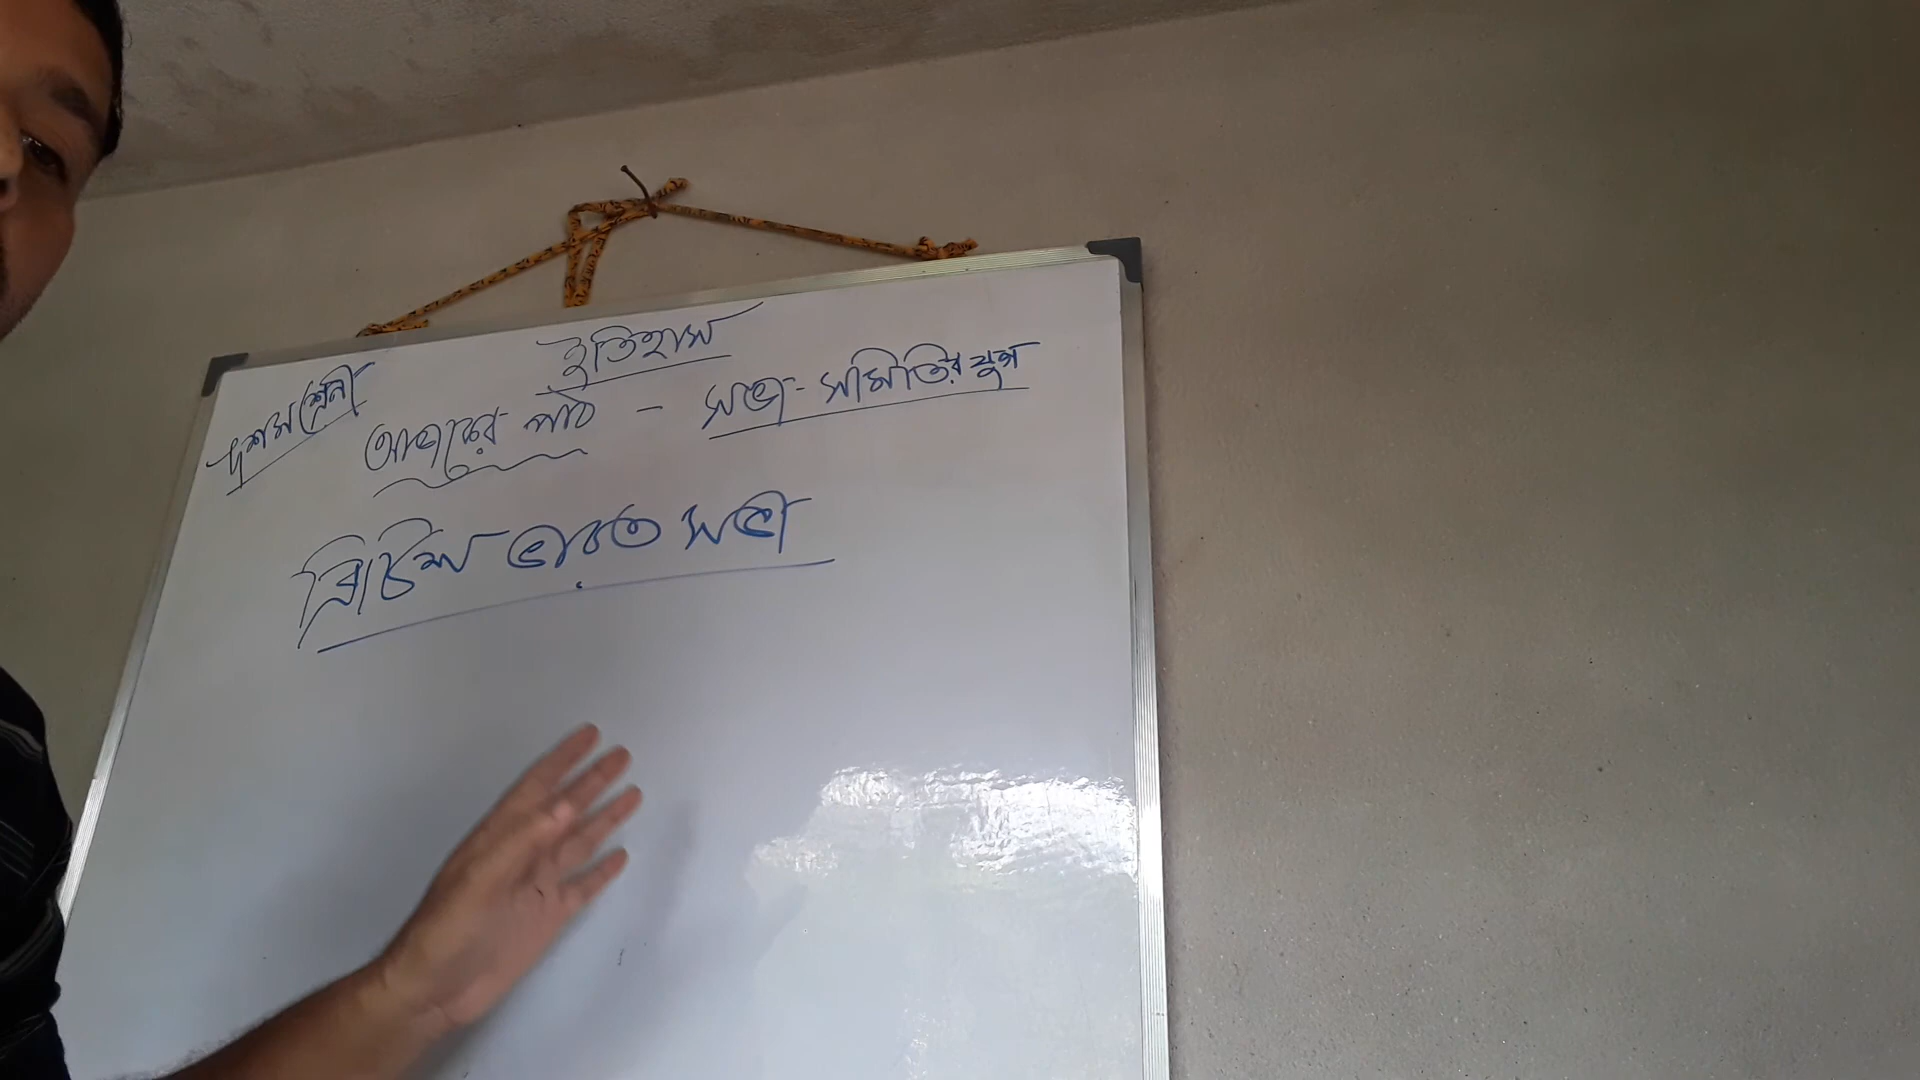 ইতিহাস
দশম শ্রেনী
আজকের পাঠ - সভা-সমিতির যুগ
ব্রিটিশ ভারত সভা